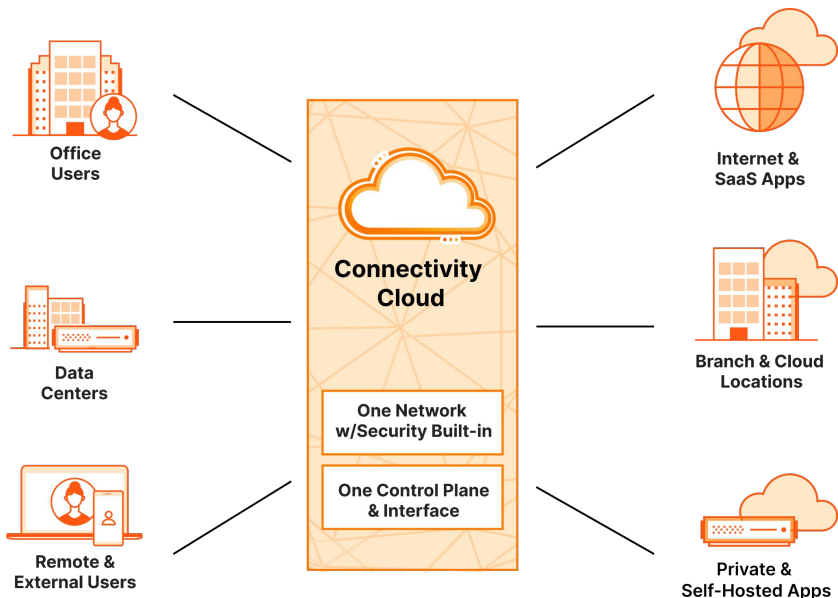 Office
Users
Data
Centers
Remote &
External Users
Connectivity
Cloud
One Network
w/Security Built-in
One Control Plane
& Interface
Internet &
SaaS Apps
Branch & Cloud
Locations
Private &
Self-Hosted Apps